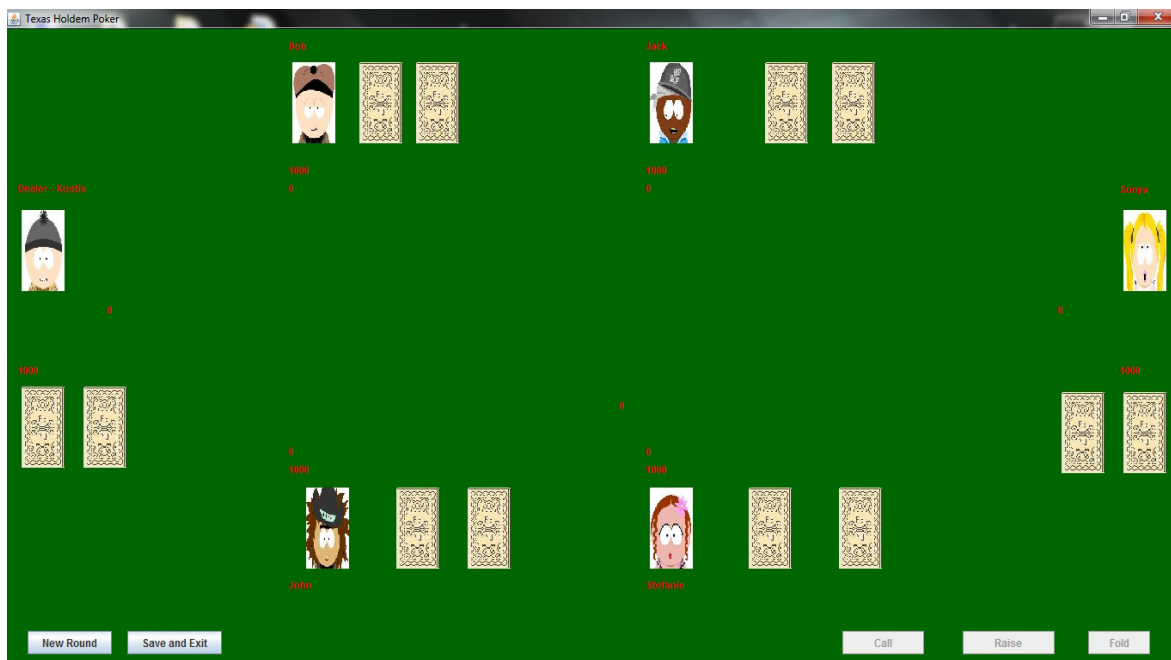 Texas Holdem Poker
Bob
Jack
1000
1000
Dealer - Kostis
0
0
Sonya
0
0
1000
1000
0
0
0
1000
1000
John
Stefanie
New Round
Save and Exit
Call
Raise
Fold